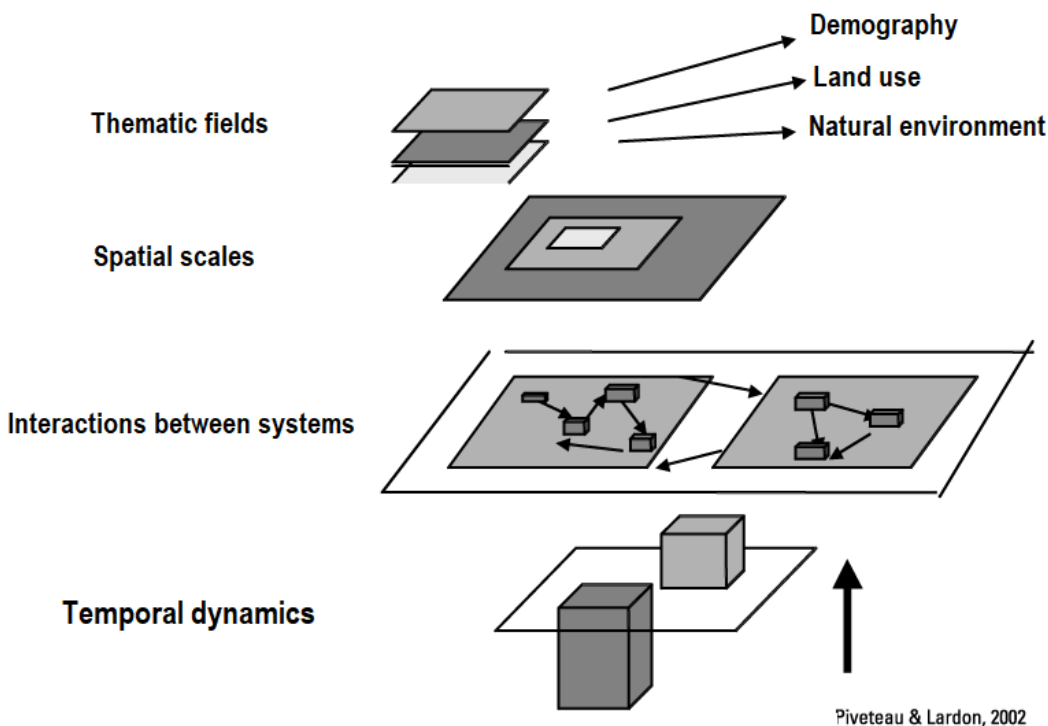 Demography
Land use
Thematic fields
Natural environment
Spatial scales
Interactions between systems
Temporal dynamics
Piveteau & Lardon, 2002